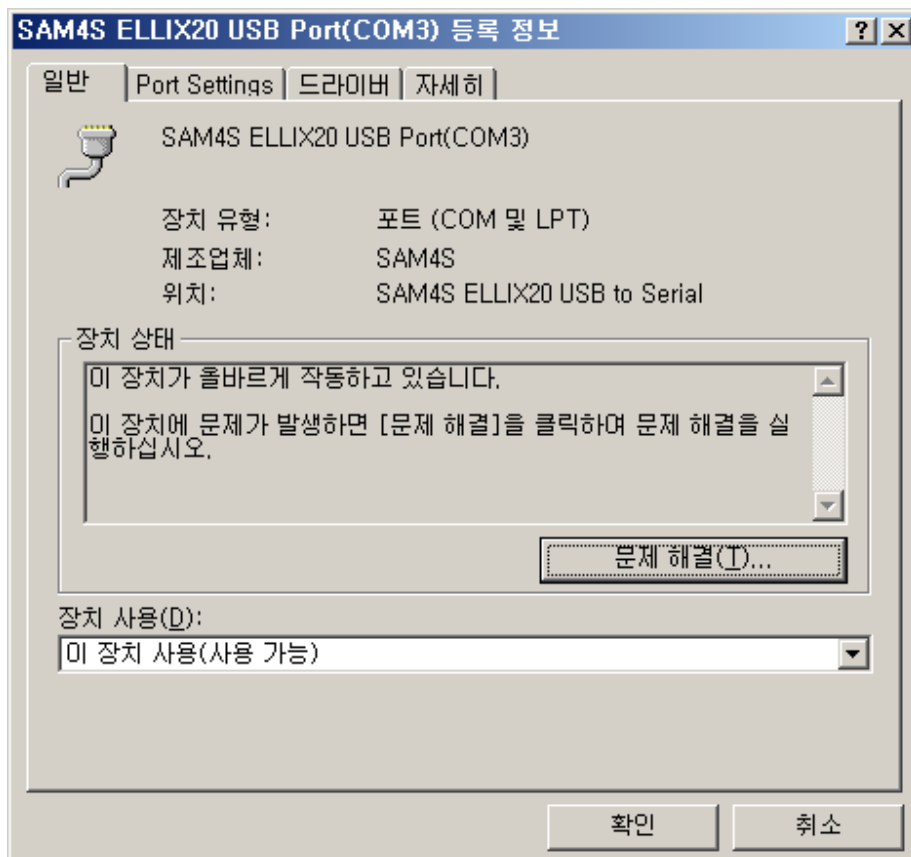 SAM4S ELLIX20 USB Port(COM3) 등록 정보
일반 Port Settings 드라이버 자세히
SAM4S ELLIX20 USB Port(COM3)
장치 유형: 포트 (COM 및 LPT)
제조업체: SAM4S
위치: SAM4S ELLIX20 USB to Serial
장치 상태
이 장치가 올바르게 작동하고 있습니다.
이 장치에 문제가 발생하면 [문제 해결]을 클릭하여 문제 해결을 실
행하십시오.
문제 해결(T)...
장치 사용(D):
이 장치 사용(사용 가능)
확인 취소